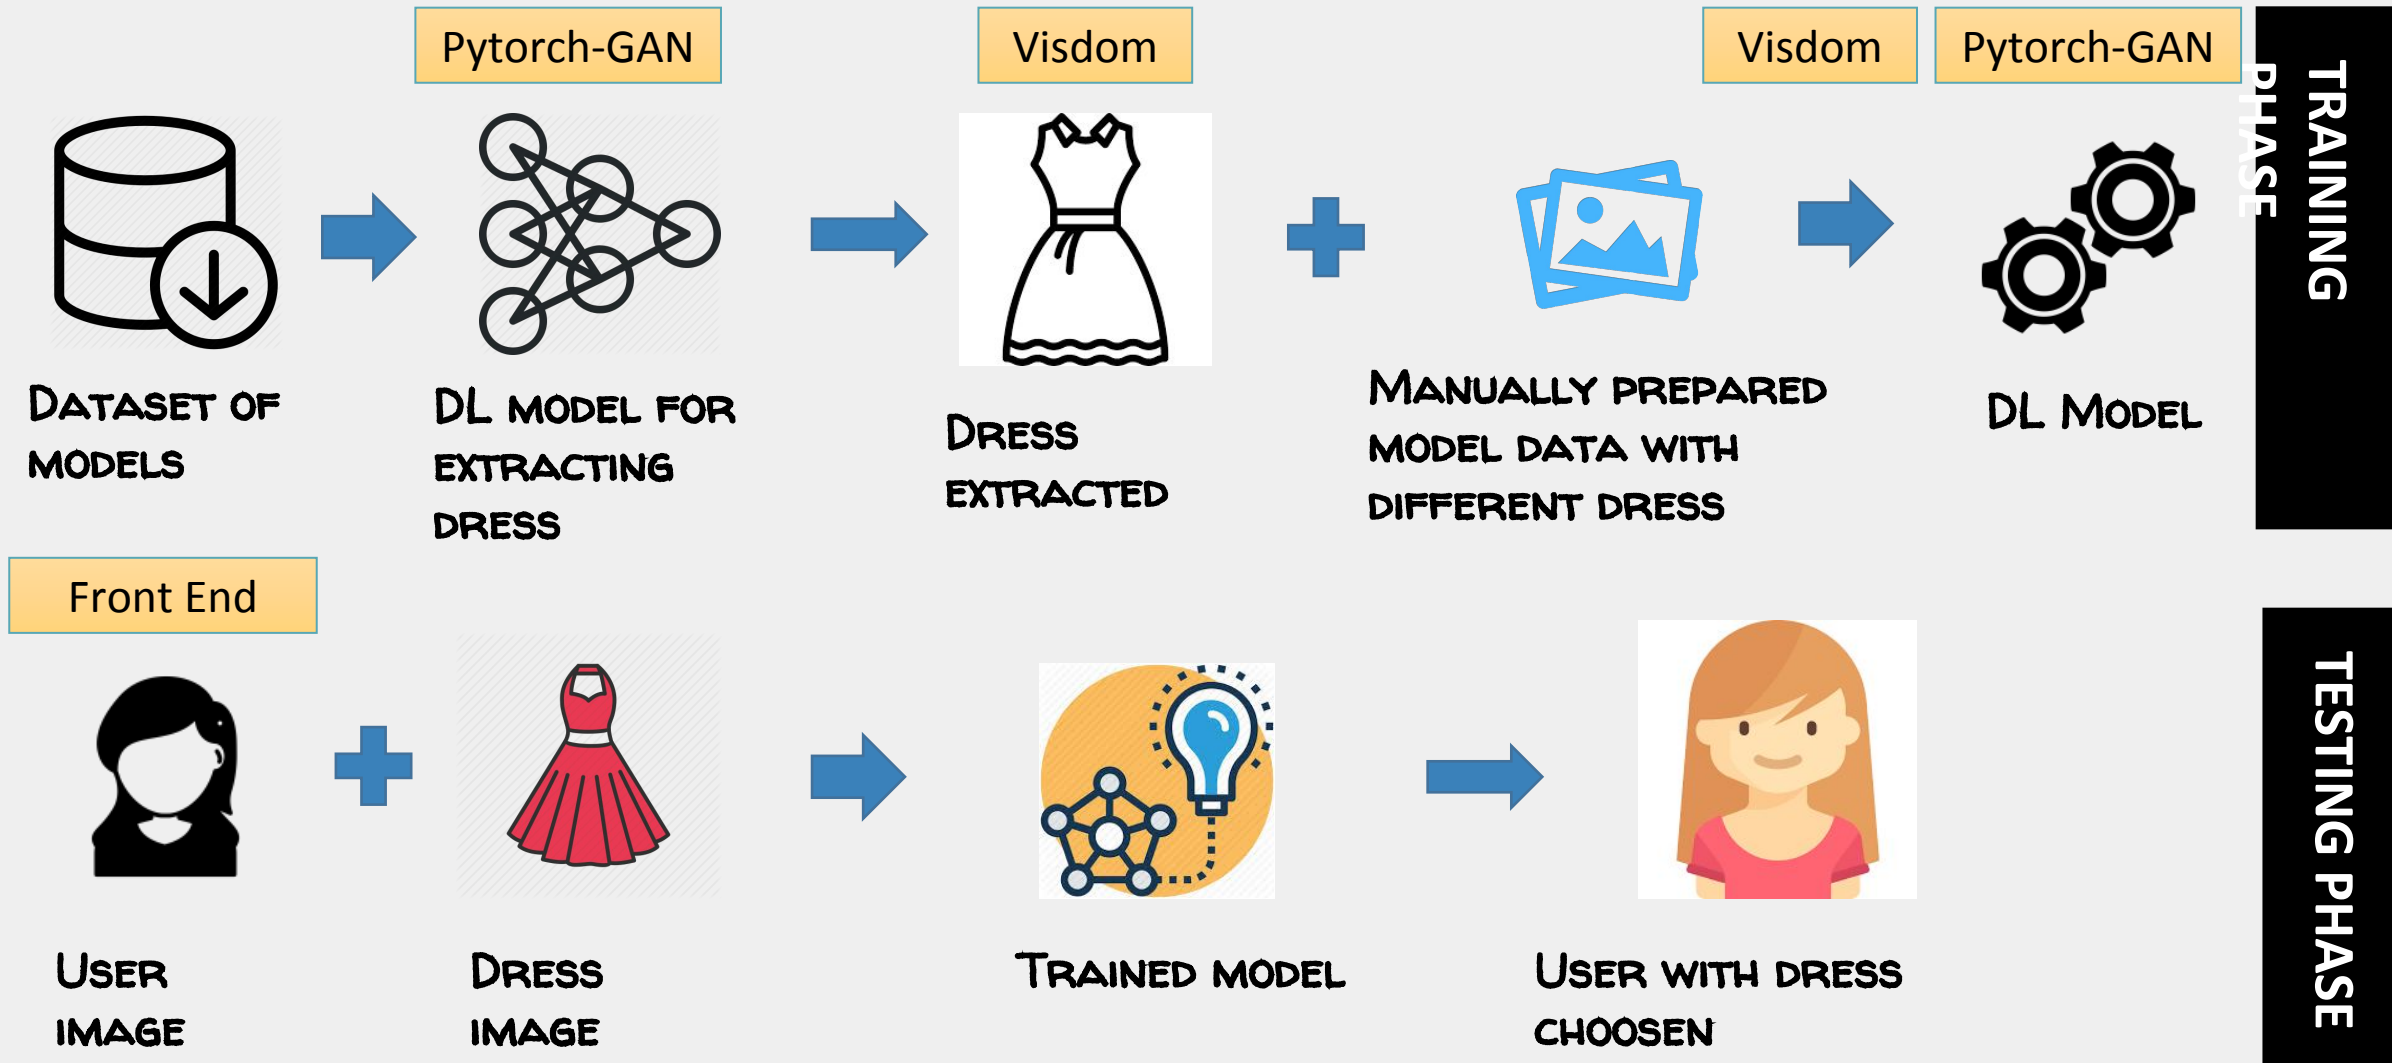 Pytorch-GAN
Visdom
Visdom
Pytorch-GAN
TRAINING
PHASE
DATASET OF
MODELS
DL MODEL FOR
EXTRACTING
DRESS
DRESS
EXTRACTED
MANUALLY PREPARED
MODEL DATA WITH
DIFFERENT DRESS
DL MODEL
Front End
TESTING PHASE
USER
IMAGE
DRESS
IMAGE
TRAINED MODEL
USER WITH DRESS
CHOOSEN